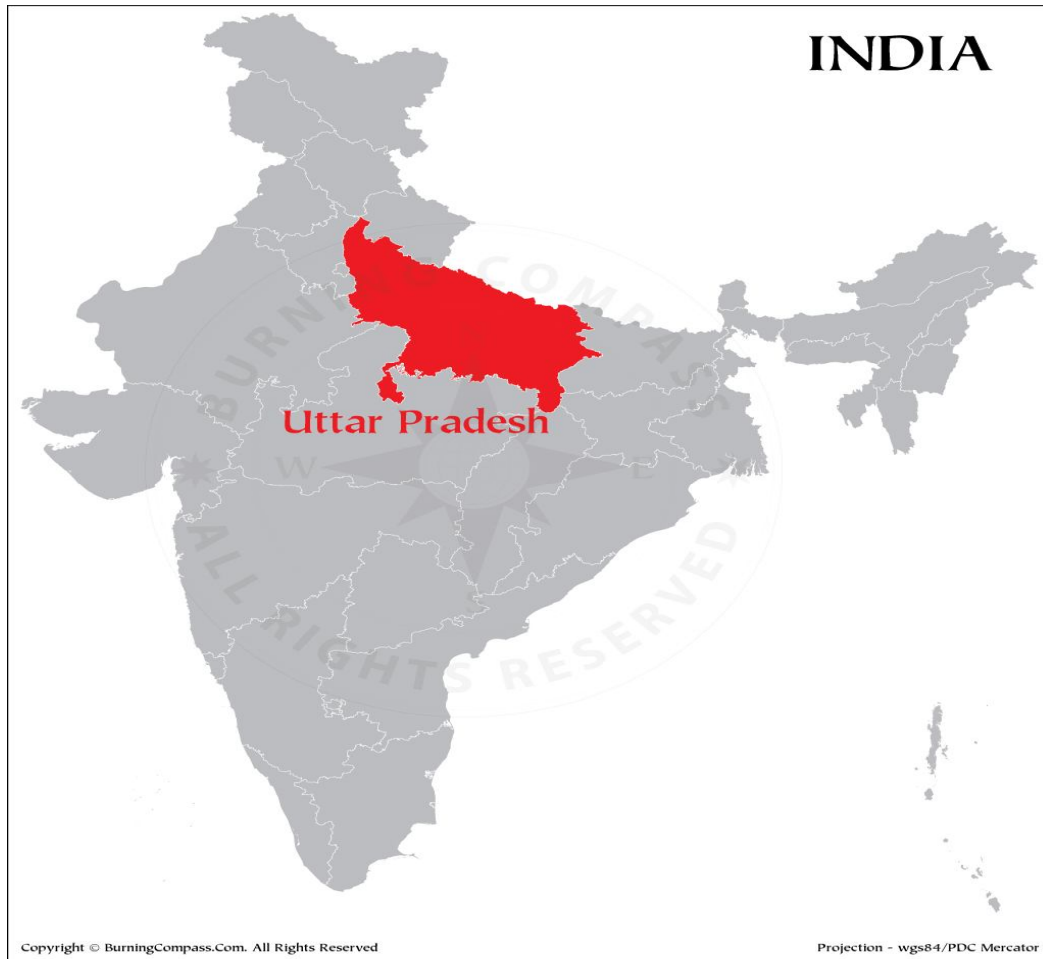 INDIA
BURNING COMPASS
W
E
Uttar Pradesh
S
ALL RIGHTS RESERVED
Copyright © BurningCompass.Com. All Rights Reserved
Projection - wgs84/PDC Mercator